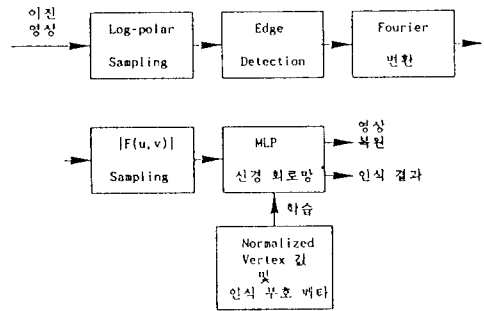 이진
영상
Log-polar
Sampling
Edge
Detection
Fourier
변환
|F(u,v)|
Sampling
MLP
신경 회로망
영상
복원
인식 결과
학습
Normalized
Vertex 값
및
인식 부호 벡타